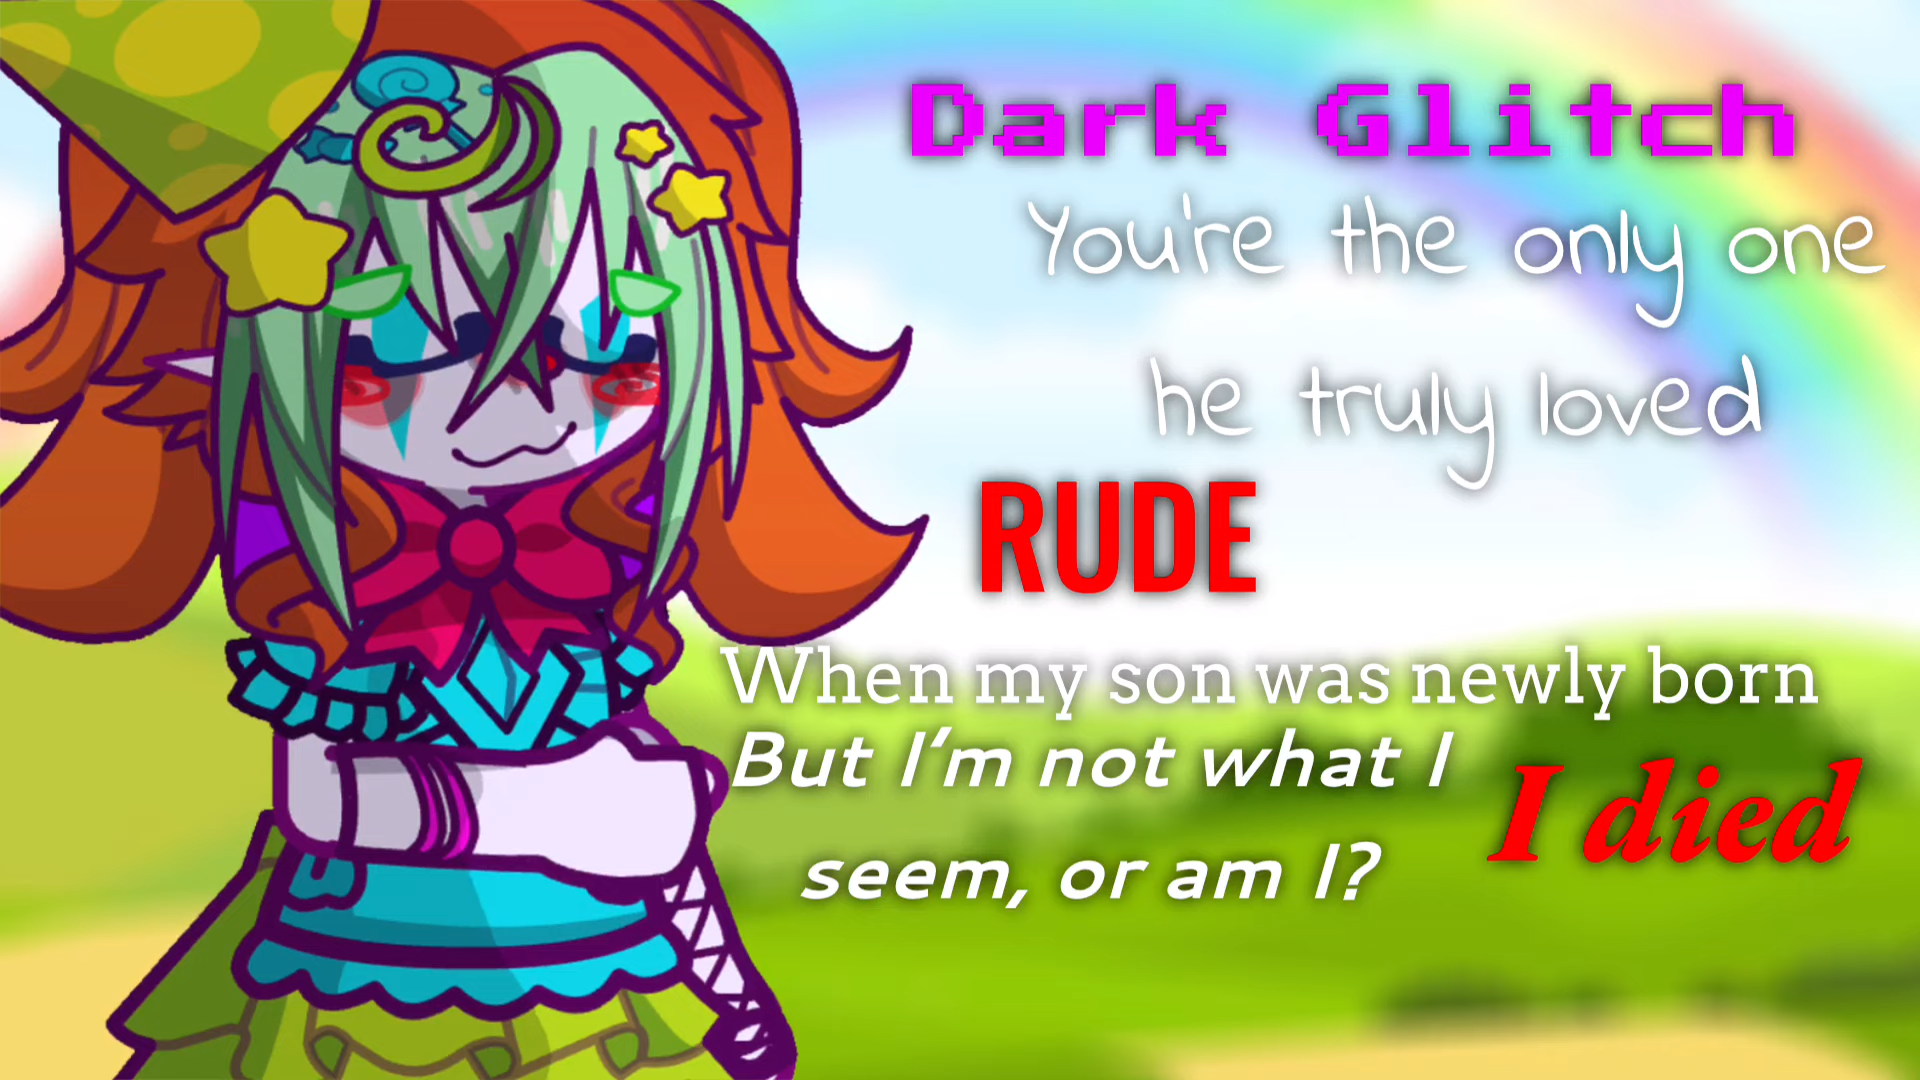 Dark Glitch
You're the only one
he truly loved
RUDE
When my son was newly born
But I'm not what I
seem, or am I?
I died